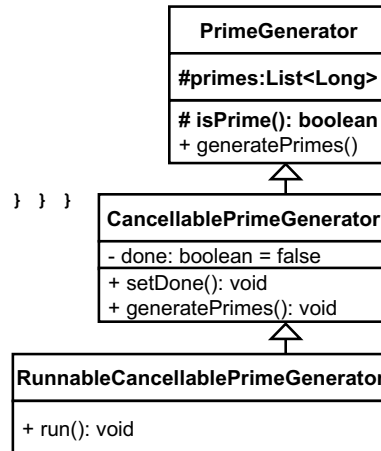 PrimeGenerator
#primes:List<Long>
# isPrime(): boolean
+ generatePrimes()
} } }
CancellablePrimeGenerator
- done: boolean = false
+ setDone(): void
+ generatePrimes(): void
RunnableCancellablePrimeGenerator
+ run(): void